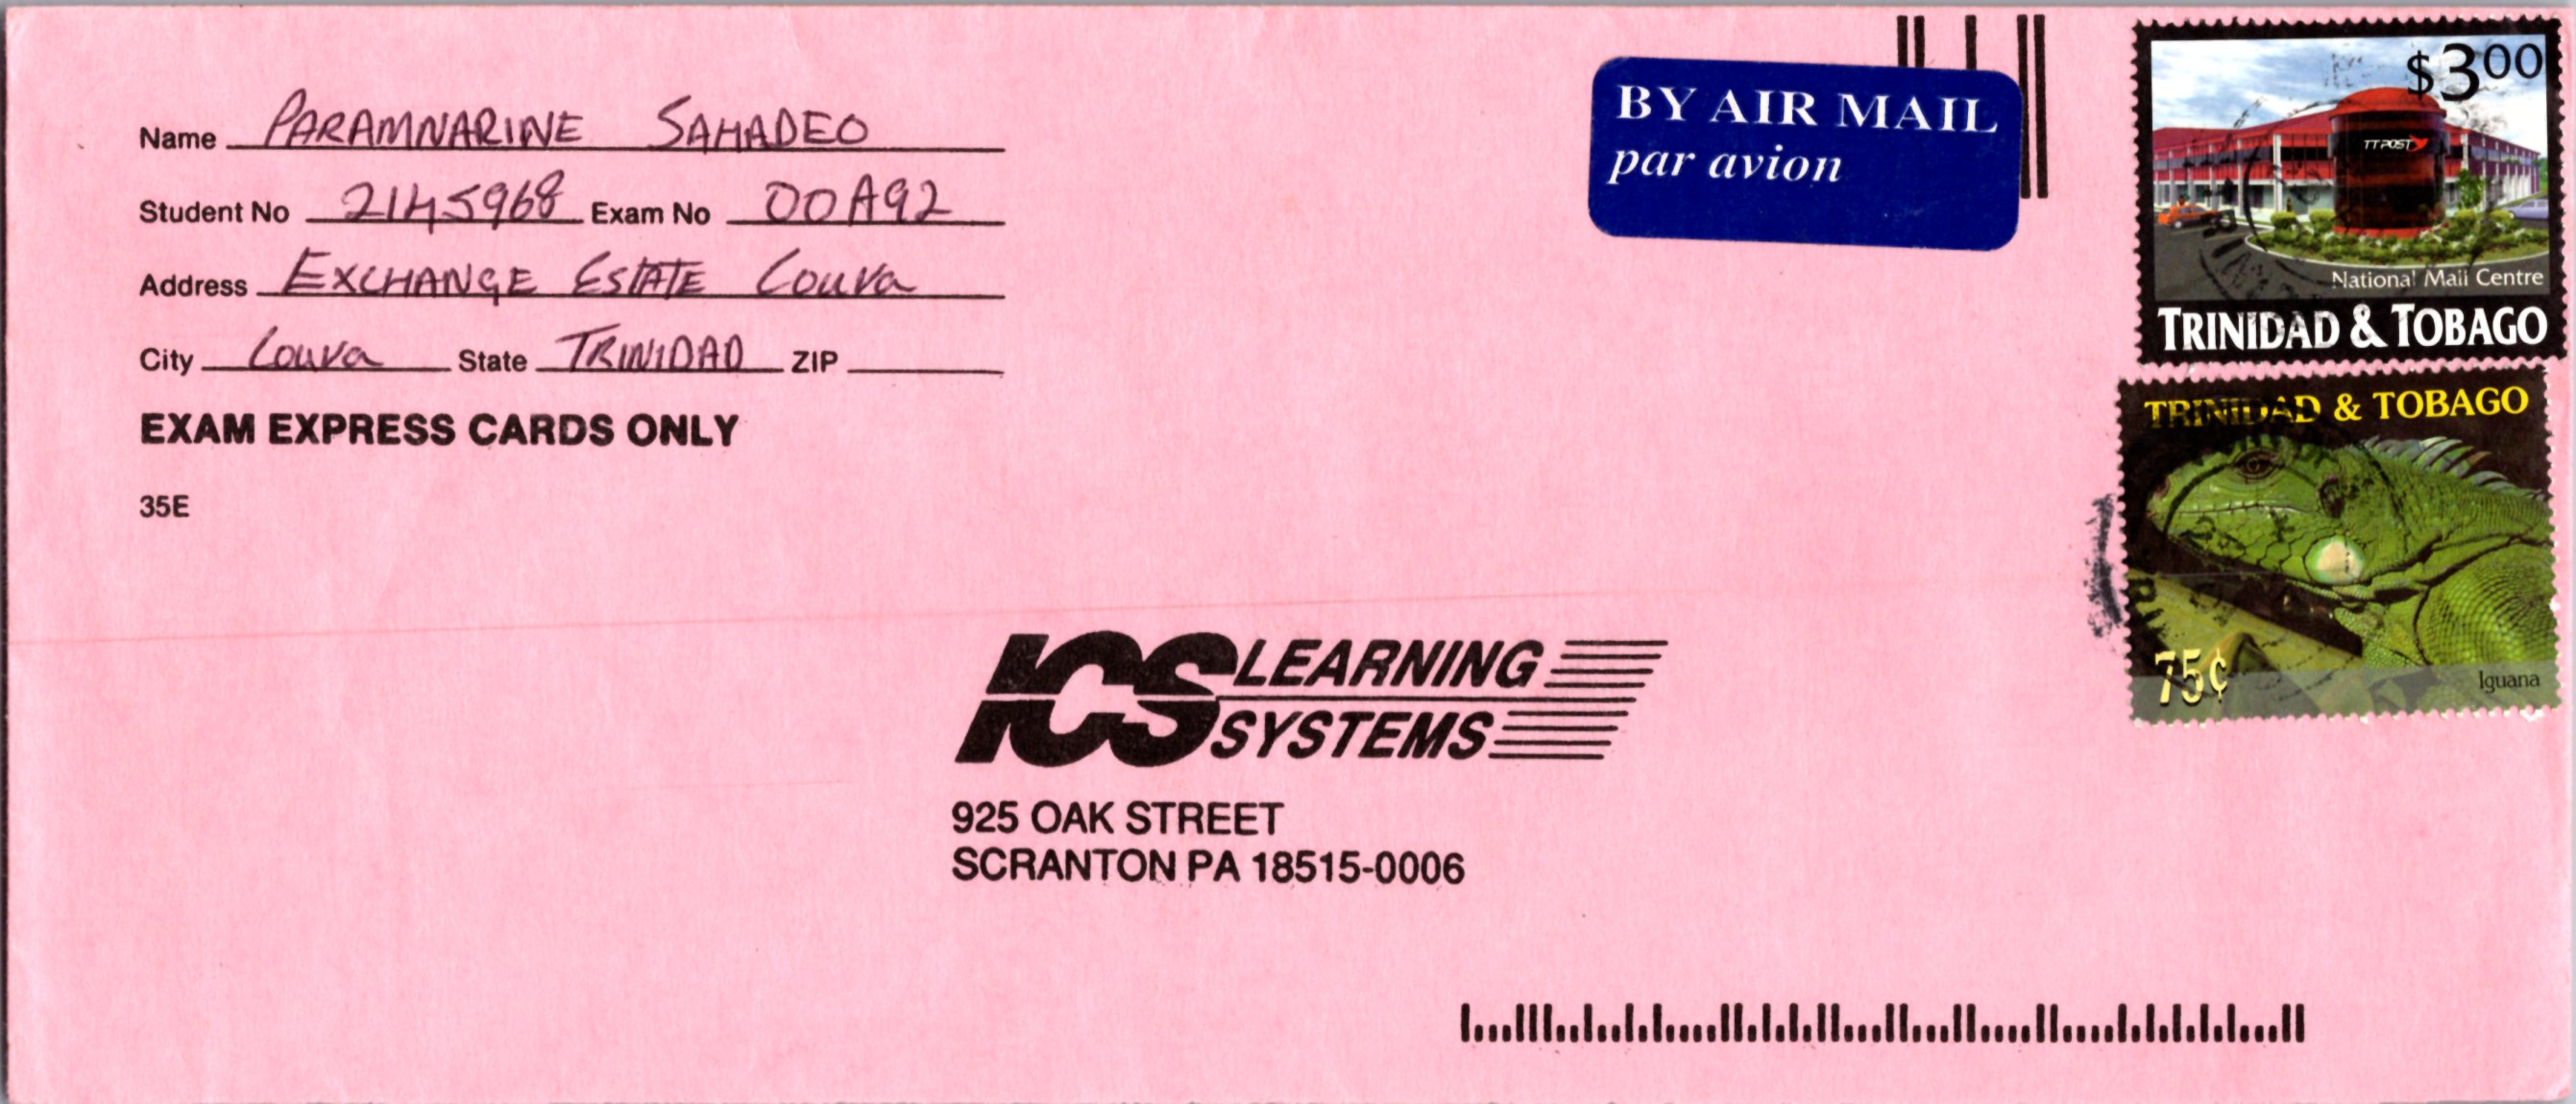 Name PARAMNARINE SAHADEO
Student No 2145968 Exam No 00A92
Address EXCHANGE ESTATE Couva
City Couva State TRINIDAD ZIP
EXAM EXPRESS CARDS ONLY
35E
BY AIR MAIL
par avion
$3.00
TTPOST
National Mail Centre
TRINIDAD & TOBAGO
TRINIDAD & TOBAGO
75¢
Iguana
ICS LEARNING
SYSTEMS
925 OAK STREET
SCRANTON PA 18515-0006